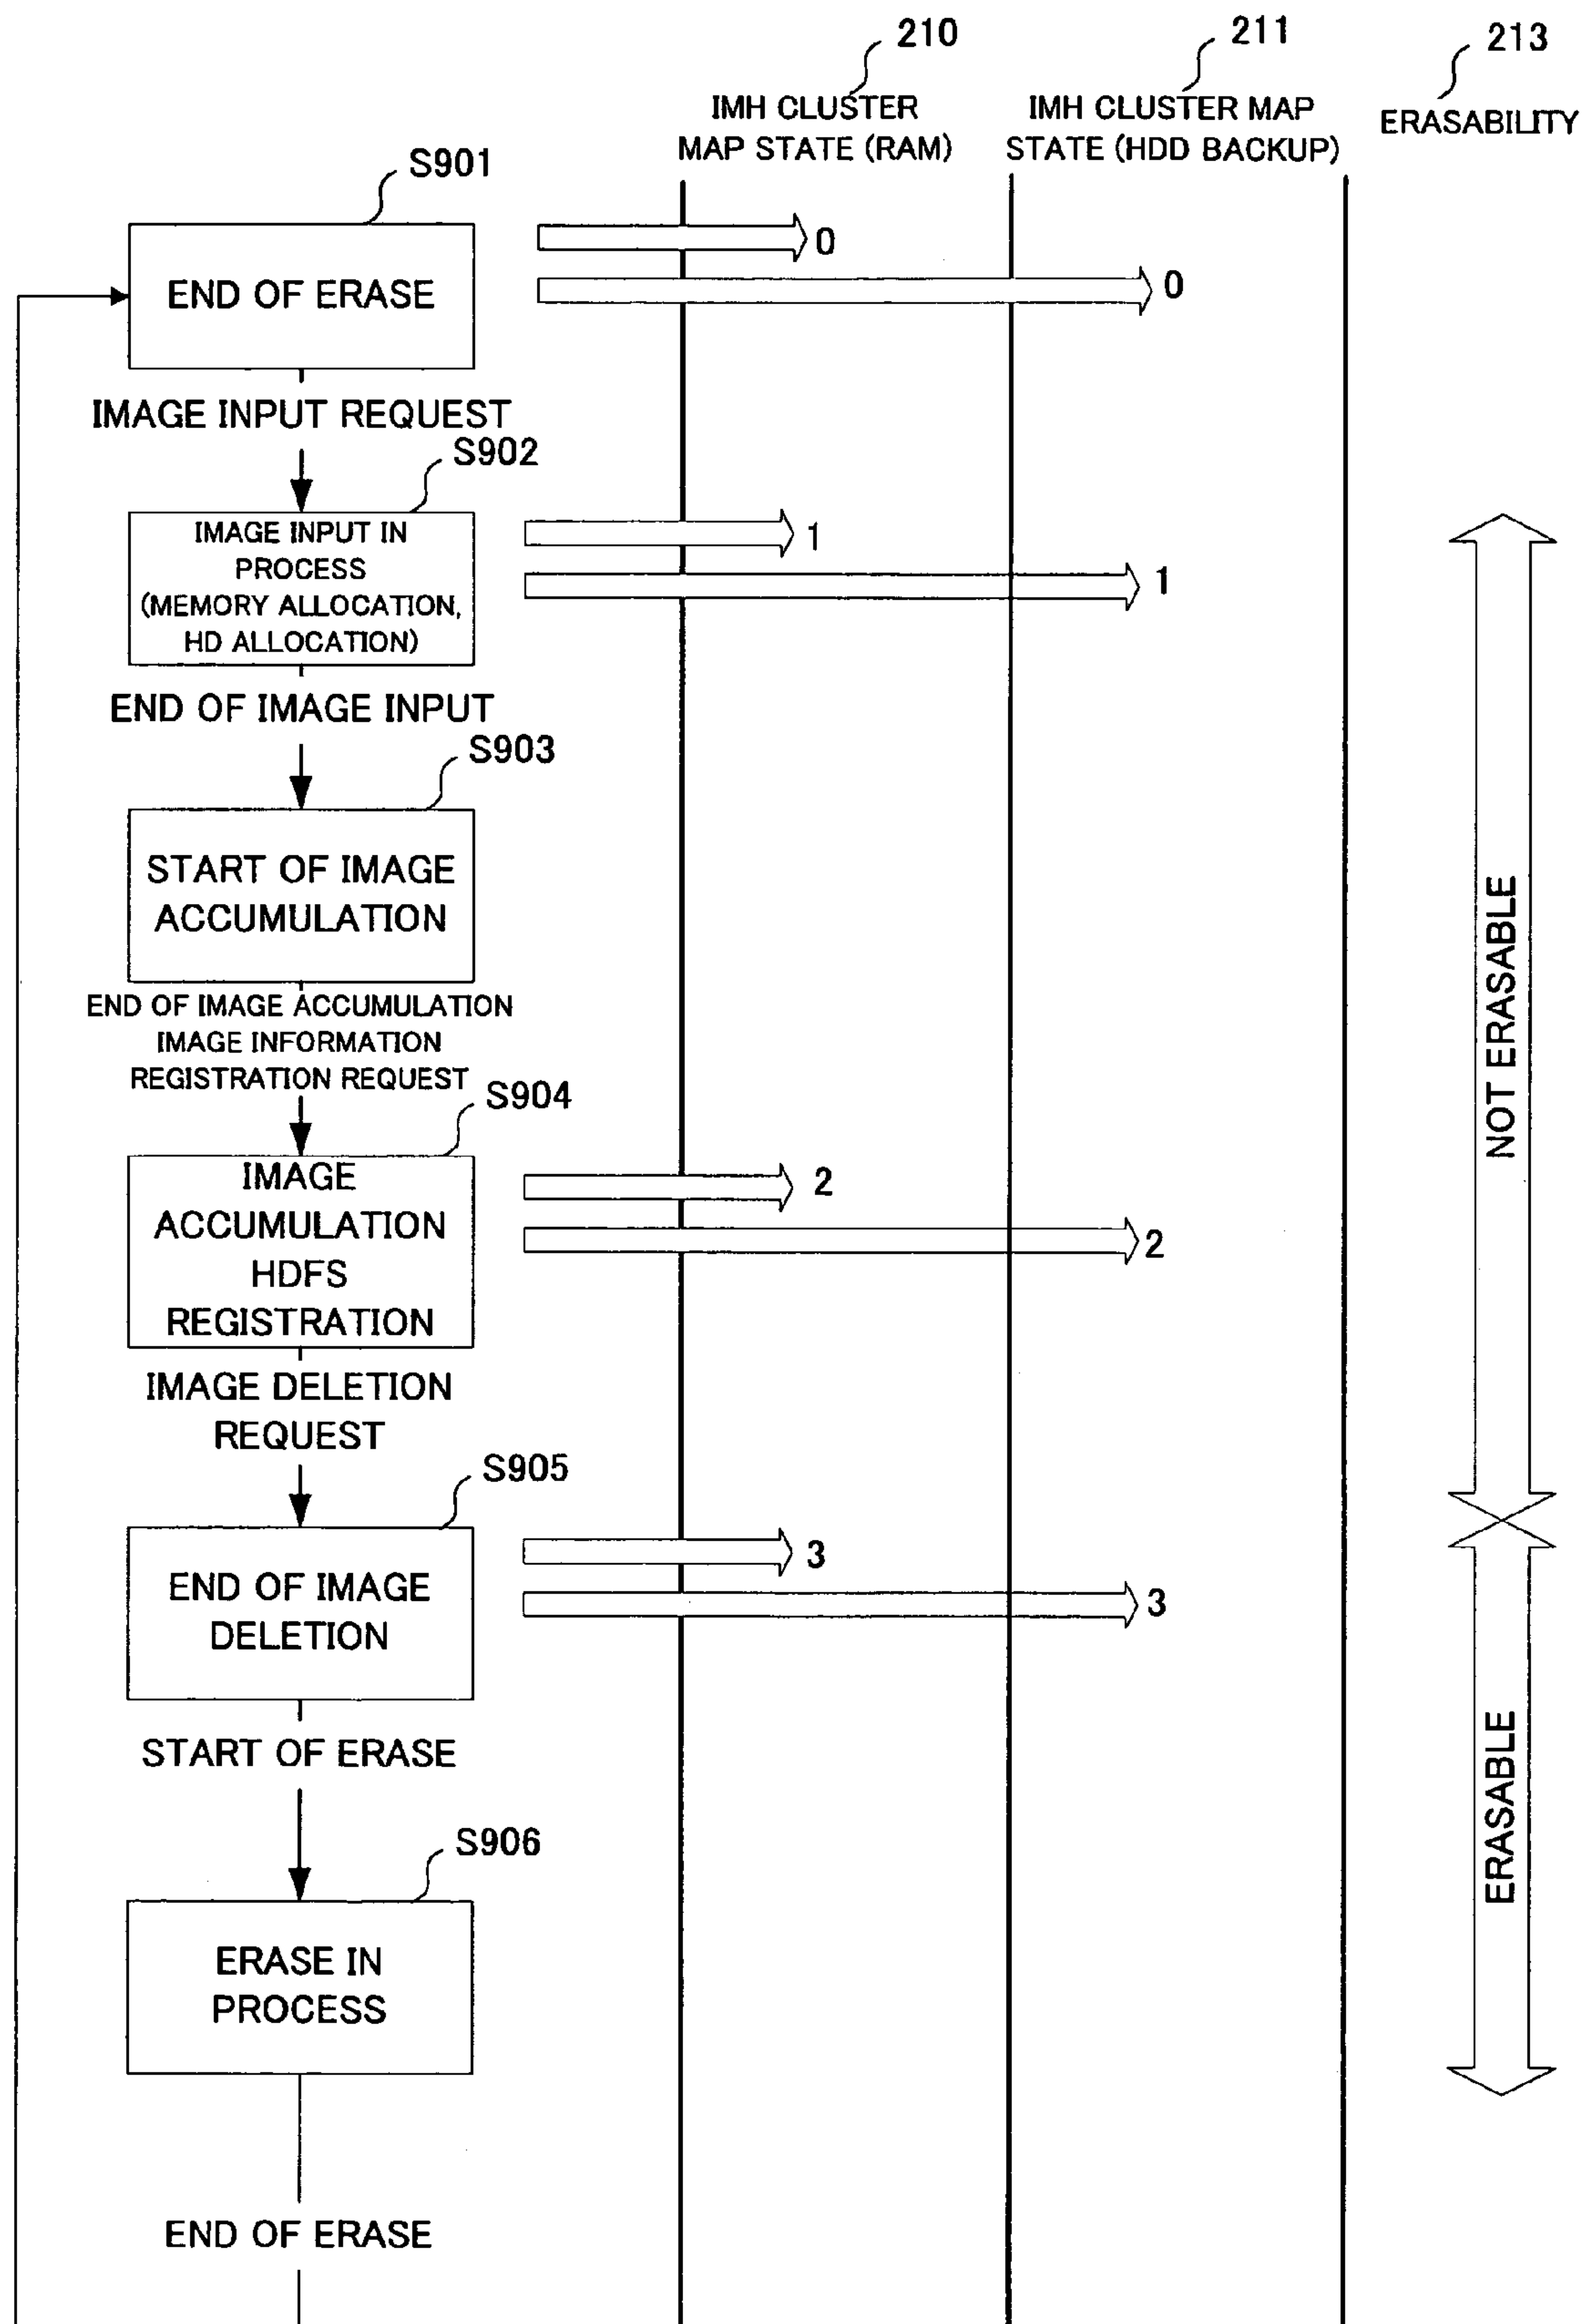 210
211
213
IMH CLUSTER
MAP STATE (RAM)
IMH CLUSTER MAP
STATE (HDD BACKUP)
ERASABILITY
S901
END OF ERASE
0
0
IMAGE INPUT REQUEST
S902
IMAGE INPUT IN
PROCESS
(MEMORY ALLOCATION,
HD ALLOCATION)
1
1
END OF IMAGE INPUT
S903
START OF IMAGE
ACCUMULATION
END OF IMAGE ACCUMULATION
IMAGE INFORMATION
REGISTRATION REQUEST
S904
IMAGE
ACCUMULATION
HDFS
REGISTRATION
2
2
NOT ERASABLE
IMAGE DELETION
REQUEST
S905
END OF IMAGE
DELETION
3
3
START OF ERASE
ERASABLE
S906
ERASE IN
PROCESS
END OF ERASE